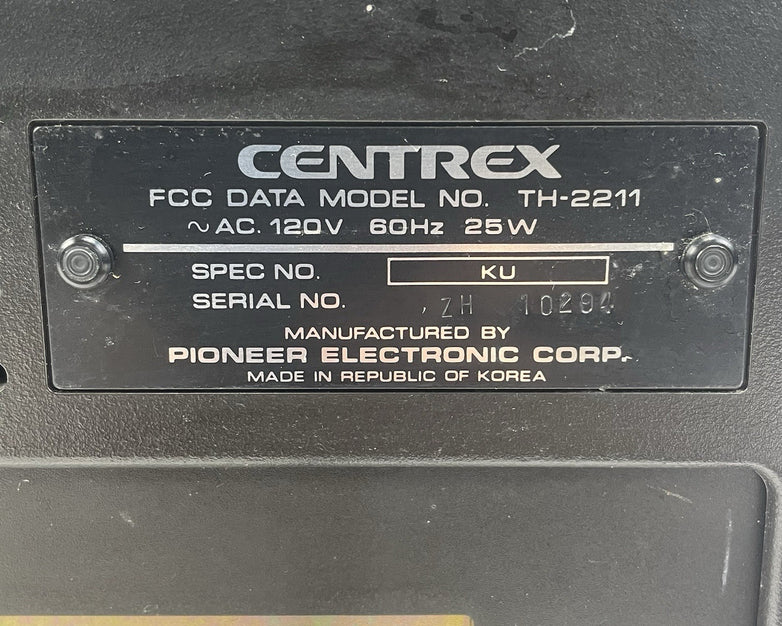 CENTREX
FCC DATA MODEL NO. TH-2211
~AC. 120V 60Hz 25W
SPEC NO. KU
SERIAL NO. ZH 10294
MANUFACTURED BY
PIONEER ELECTRONIC CORP.
MADE IN REPUBLIC OF KOREA